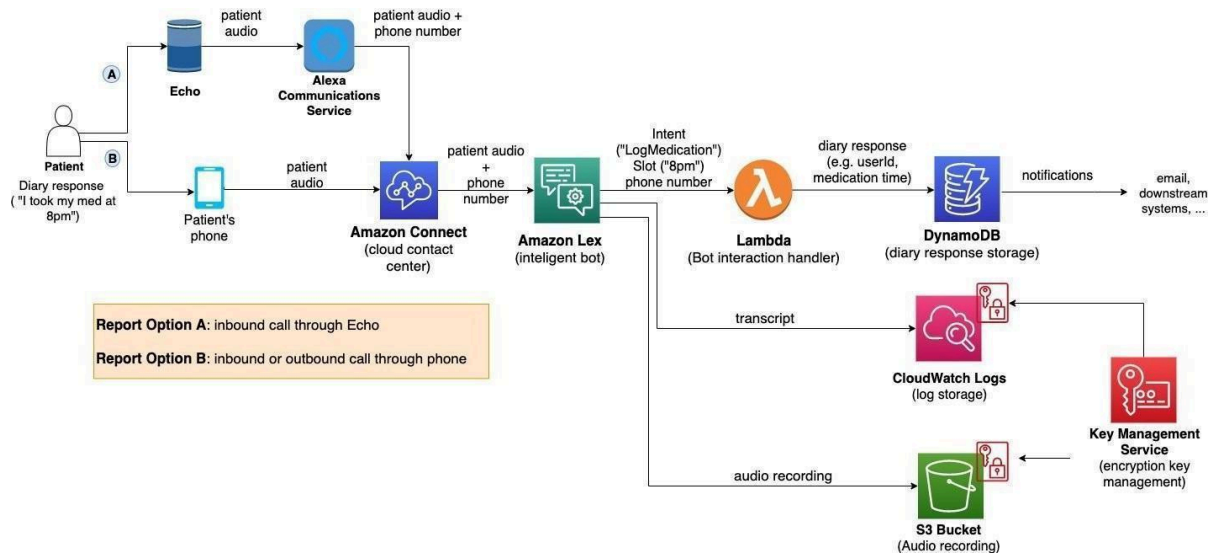 patient
audio
patient audio +
phone number
A
Echo
Alexa
Communications
Service
Patient
Diary response
( "I took my med at
8pm")
B
Patient's
phone
patient
audio
Amazon Connect
(cloud contact
center)
patient audio
+
phone
number
Amazon Lex
(inteligent bot)
Intent
("LogMedication")
Slot ("8pm")
phone number
Lambda
(Bot interaction handler)
diary response
(e.g. userId,
medication time)
DynamoDB
(diary response storage)
notifications
email,
downstream
systems, ...
Report Option A: inbound call through Echo
Report Option B: inbound or outbound call through phone
transcript
CloudWatch Logs
(log storage)
Key Management
Service
(encryption key
management)
audio recording
S3 Bucket
(Audio recording)